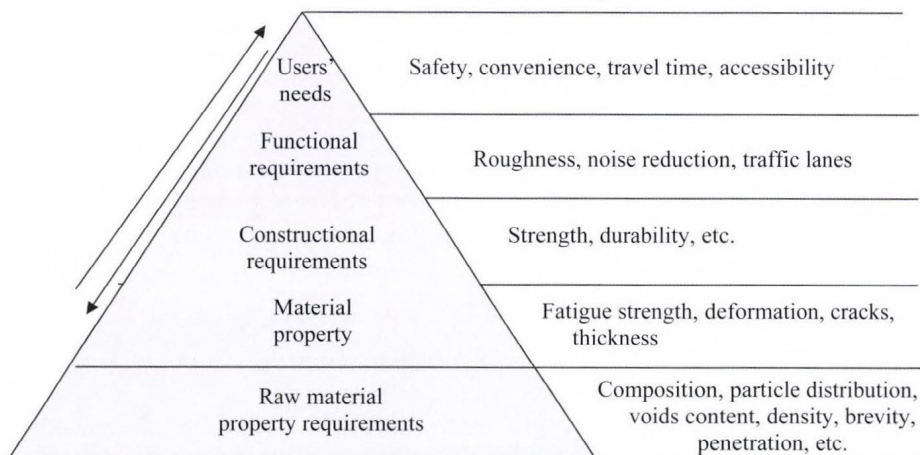 Users'
needs
Safety, convenience, travel time, accessibility
Functional
requirements
Roughness, noise reduction, traffic lanes
Constructional
requirements
Strength, durability, etc.
Material
property
Fatigue strength, deformation, cracks,
thickness
Raw material
property requirements
Composition, particle distribution,
voids content, density, brevity,
penetration, etc.